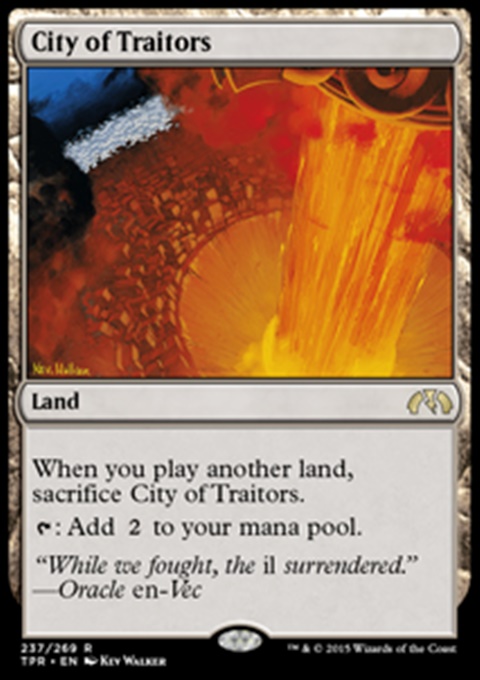 City of Traitors
Kev Walker
Land
When you play another land,
sacrifice City of Traitors.
: Add 2 to your mana pool.
“While we fought, the il surrendered.”
—Oracle en-Vec
237/269 R
TPR • EN Kev Walker
™ & © 2015 Wizards of the Coast